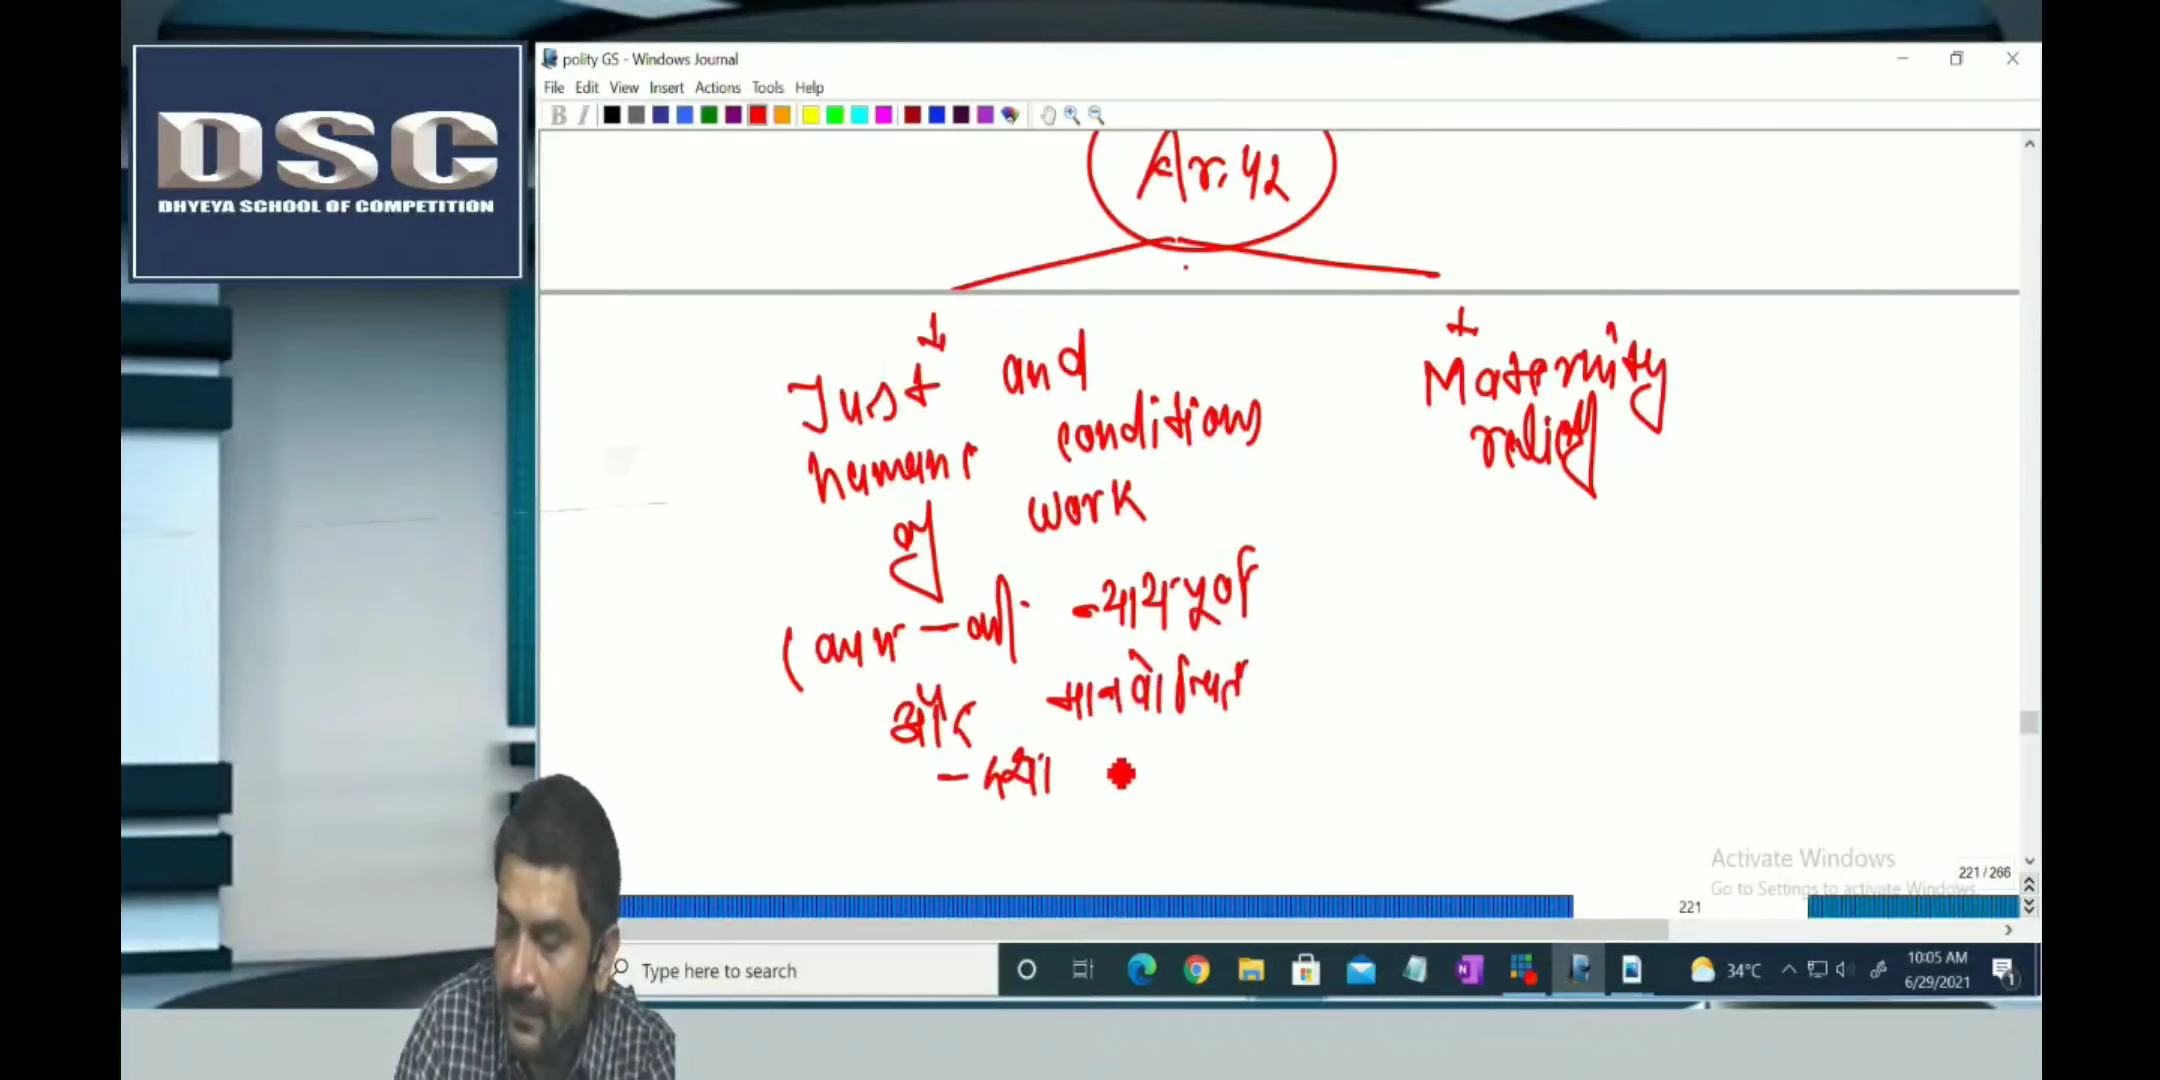 DSC
DHYEYA SCHOOL OF COMPETITION
polity GS - Windows Journal
File Edit View Insert Actions Tools Help
B I
Ar. 42
Just and
humane conditions
of work
Maternity
relief
(काम - की न्यायपूर्ण
और मानवोचित
- दशा
Activate Windows
Go to Settings to activate Windows.
221 / 266
221
Type here to search
34°C
10:05 AM
6/29/2021
1